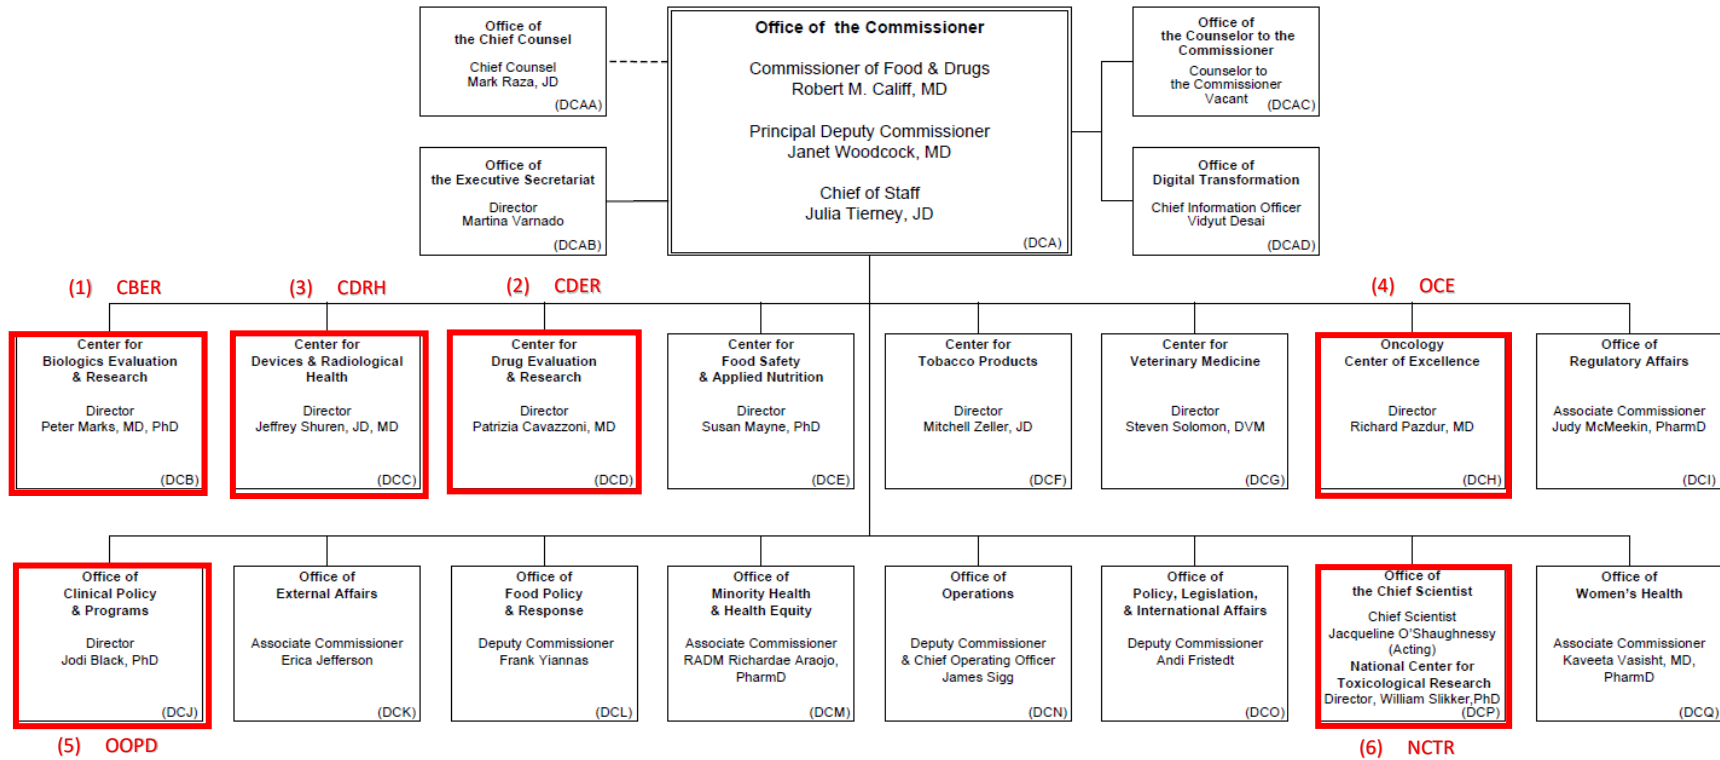 Office of
the Chief Counsel
Chief Counsel
Mark Raza, JD
(DCAA)
Office of the Commissioner
Commissioner of Food & Drugs
Robert M. Califf, MD
Principal Deputy Commissioner
Janet Woodcock, MD
Chief of Staff
Julia Tierney, JD
(DCA)
Office of
the Counselor to the
Commissioner
Counselor to
the Commissioner
Vacant
(DCAC)
Office of
the Executive Secretariat
Director
Martina Varnado
(DCAB)
Office of
Digital Transformation
Chief Information Officer
Vidyut Desai
(DCAD)
(1) CBER
(3) CDRH
(2) CDER
(4) OCE
Center for
Biologics Evaluation
& Research
Director
Peter Marks, MD, PhD
(DCB)
Center for
Devices & Radiological
Health
Director
Jeffrey Shuren, JD, MD
(DCC)
Center for
Drug Evaluation
& Research
Director
Patrizia Cavazzoni, MD
(DCD)
Center for
Food Safety
& Applied Nutrition
Director
Susan Mayne, PhD
(DCE)
Center for
Tobacco Products
Director
Mitchell Zeller, JD
(DCF)
Center for
Veterinary Medicine
Director
Steven Solomon, DVM
(DCG)
Oncology
Center of Excellence
Director
Richard Pazdur, MD
(DCH)
Office of
Regulatory Affairs
Associate Commissioner
Judy McMeekin, PharmD
(DCI)
Office of
Clinical Policy
& Programs
Director
Jodi Black, PhD
(DCJ)
Office of
External Affairs
Associate Commissioner
Erica Jefferson
(DCK)
Office of
Food Policy
& Response
Deputy Commissioner
Frank Yiannas
(DCL)
Office of
Minority Health
& Health Equity
Associate Commissioner
RADM Richardae Araojo,
PharmD
(DCM)
Office of
Operations
Deputy Commissioner
& Chief Operating Officer
James Sigg
(DCN)
Office of
Policy, Legislation,
& International Affairs
Deputy Commissioner
Andi Fristedt
(DCO)
Office of
the Chief Scientist
Chief Scientist
Jacqueline O'Shaughnessy
(Acting)
National Center for
Toxicological Research
Director, William Slikker,PhD
(DCP)
Office of
Women's Health
Associate Commissioner
Kaveeta Vasisht, MD,
PharmD
(DCQ)
(5) OOPD
(6) NCTR